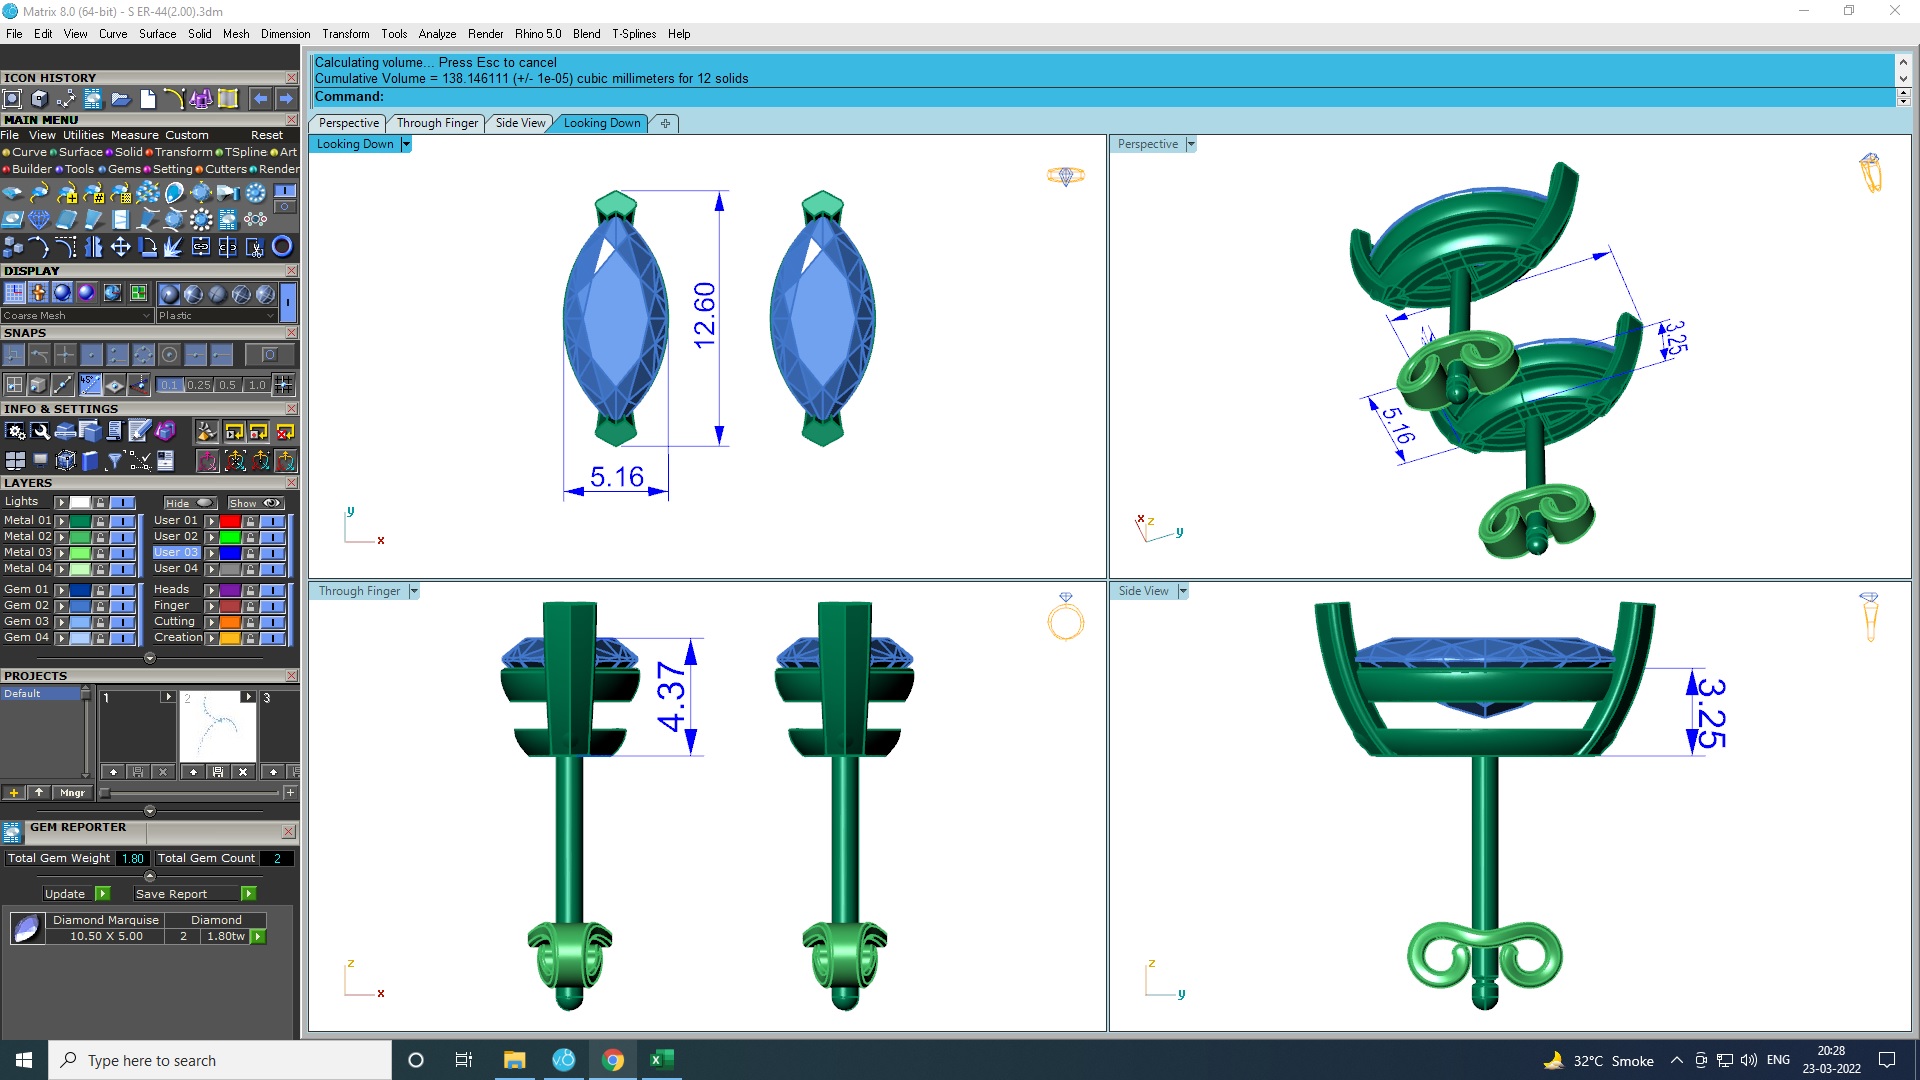 Matrix 8.0 (64-bit) - S ER-44(2.00).3dm
File Edit View Curve Surface Solid Mesh Dimension Transform Tools Analyze Render Rhino 5.0 Blend T-Splines Help
ICON HISTORY
MAIN MENU
File View Utilities Measure Custom Reset
Curve Surface Solid Transform TSpline Art
Builder Tools Gems Setting Cutters Render
DISPLAY
Coarse Mesh Plastic
SNAPS
45°
0.1 0.25 0.5 1.0
INFO & SETTINGS
LAYERS
Lights Hide Show
Metal 01 User 01
Metal 02 User 02
Metal 03 User 03
Metal 04 User 04
Gem 01 Heads
Gem 02 Finger
Gem 03 Cutting
Gem 04 Creation
PROJECTS
Default
1 2 3
Mngr
GEM REPORTER
Total Gem Weight 1.80 Total Gem Count 2
Update Save Report
Diamond Marquise Diamond
10.50 X 5.00 2 1.80tw
Calculating volume... Press Esc to cancel
Cumulative Volume = 138.146111 (+/- 1e-05) cubic millimeters for 12 solids
Command:
Perspective Through Finger Side View Looking Down
Looking Down
12.60
5.16
y
x
Perspective
3.25
5.16
x z y
Through Finger
4.37
z
x
Side View
3.25
z
y
Type here to search
32°C Smoke
ENG
20:28
23-03-2022